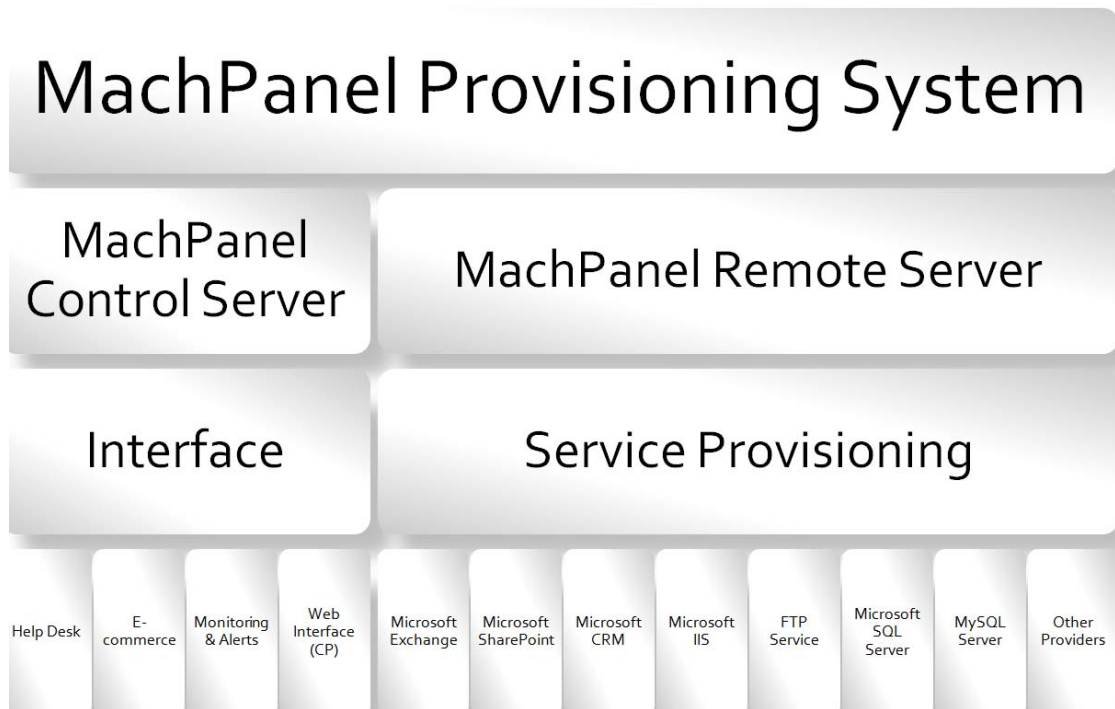 MachPanel Provisioning System
MachPanel
Control Server
MachPanel Remote Server
Interface
Service Provisioning
Help Desk
E-
commerce
Monitoring
& Alerts
Web
Interface
(CP)
Microsoft
Exchange
Microsoft
SharePoint
Microsoft
CRM
Microsoft
IIS
FTP
Service
Microsoft
SQL
Server
MySQL
Server
Other
Providers